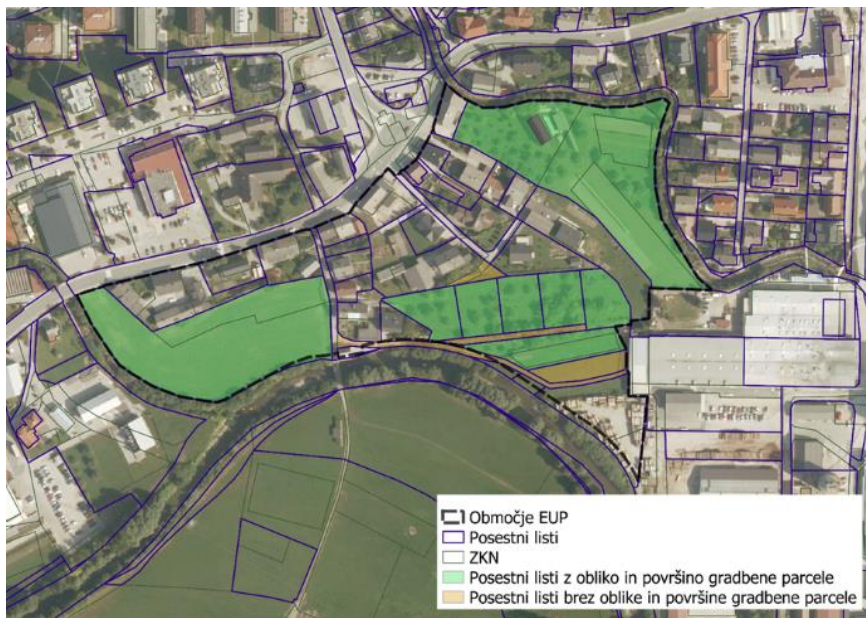 Območje EUP
Posestni listi
ZKN
Posestni listi z obliko in površino gradbene parcele
Posestni listi brez oblike in površine gradbene parcele